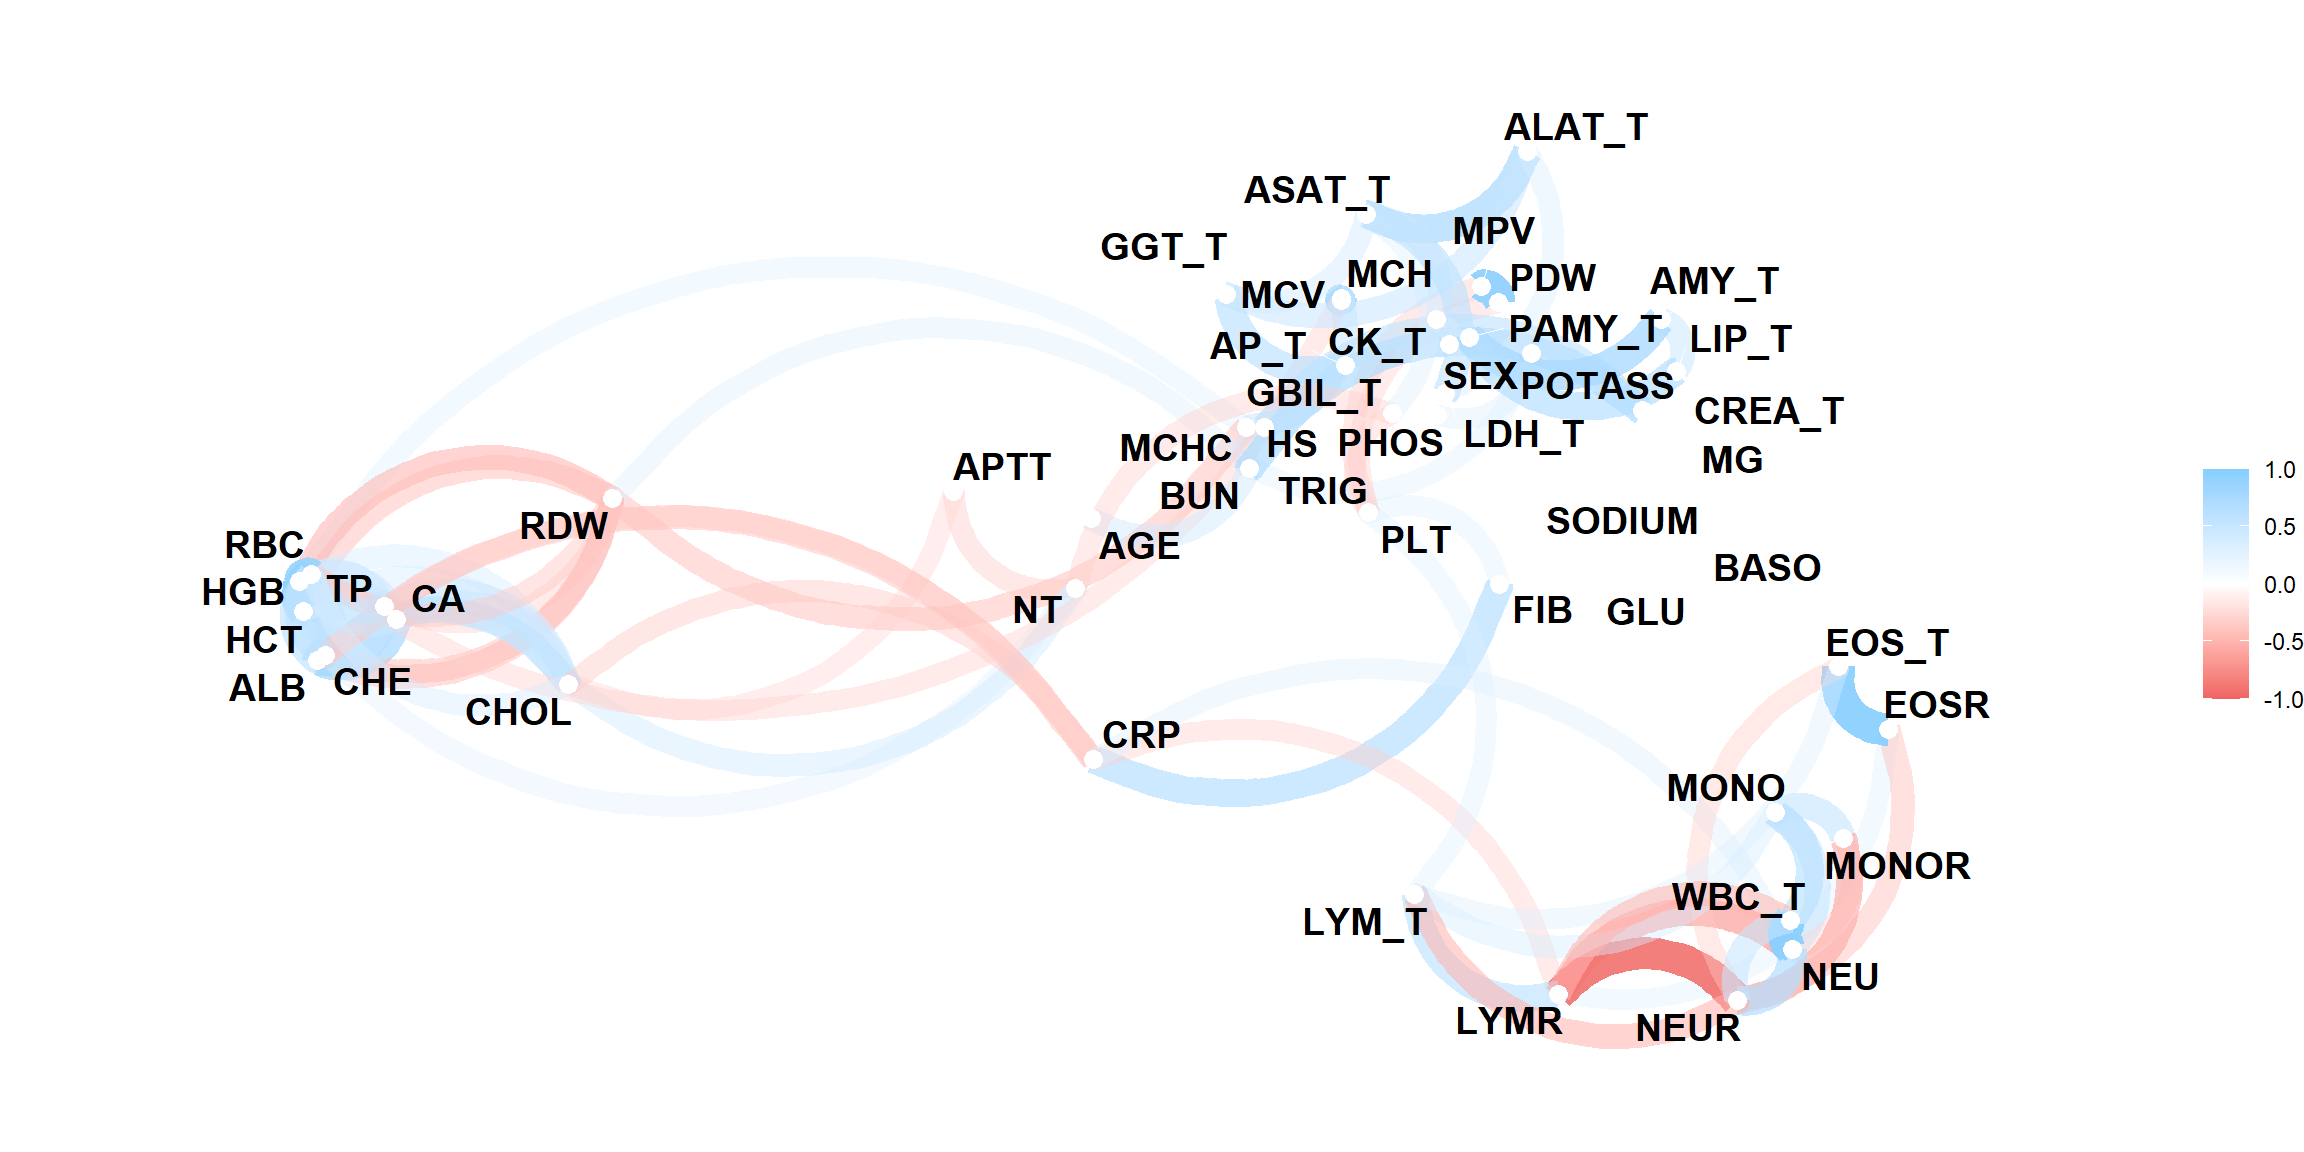 ALAT_T
ASAT_T
MPV
GGT_T
MCH
PDW
AMY_T
MCV
PAMY_T
LIP_T
AP_T
CK_T
SEX
POTASS
GBIL_T
CREA_T
MCHC
HS
PHOS
LDH_T
MG
APTT
BUN
TRIG
RDW
SODIUM
AGE
PLT
RBC
BASO
HGB
TP
CA
NT
FIB
GLU
HCT
EOS_T
ALB
CHE
CHOL
EOSR
CRP
MONO
MONOR
WBC_T
LYM_T
NEU
LYMR
NEUR
1.0
0.5
0.0
-0.5
-1.0